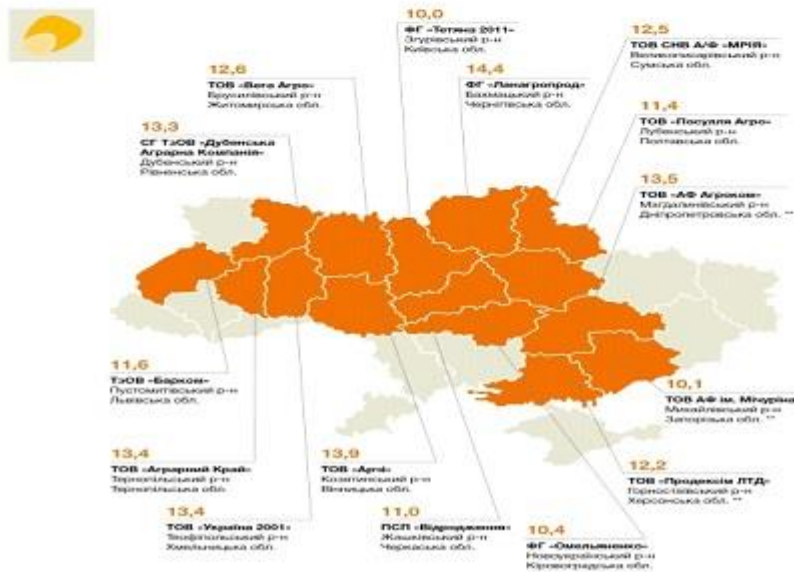 10,0
ФГ «Тетяна 2011»
Згурівський р-н
Київська обл.
12,5
ТОВ СНВ А/Ф «МРІЯ»
Великописарівський р-н
Сумська обл.
12,6
ТОВ «Вега Агро»
Брусилівський р-н
Житомирська обл.
14,4
ФГ «Ланагропрод»
Бахмацький р-н
Чернігівська обл.
11,4
ТОВ «Посулля Агро»
Лубенський р-н
Полтавська обл.
13,3
СГ ТзОВ «Дубенська
Аграрна Компанія»
Дубенський р-н
Рівненська обл.
13,5
ТОВ «АФ Агроком»
Магдалинівський р-н
Дніпропетровська обл. **
11,6
ТзОВ «Барком»
Пустомитівський р-н
Львівська обл.
10,1
ТОВ АФ ім. Мічуріна
Михайлівський р-н
Запорізька обл. **
13,4
ТОВ «Аграрний Край»
Тернопільський р-н
Тернопільська обл.
13,9
ТОВ «Агні»
Козятинський р-н
Вінницька обл.
12,2
ТОВ «Продексім ЛТД»
Горностаївський р-н
Херсонська обл. **
13,4
ТОВ «Україна 2001»
Теофіпольський р-н
Хмельницька обл.
11,0
ПСП «Відродження»
Жашківський р-н
Черкаська обл.
10,4
ФГ «Омельяненко»
Новоукраїнський р-н
Кіровоградська обл.